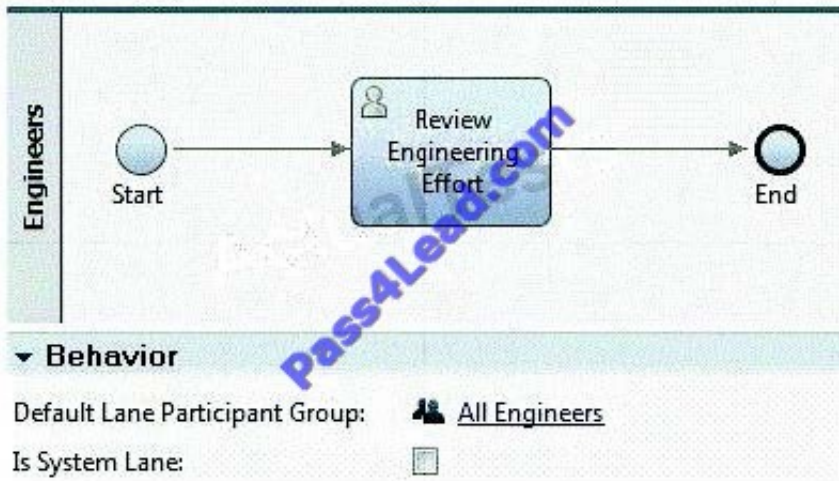 Engineers
Start
Review
Engineering
Effort
End
Pass4Lead.com
Behavior
Default Lane Participant Group: All Engineers
Is System Lane: